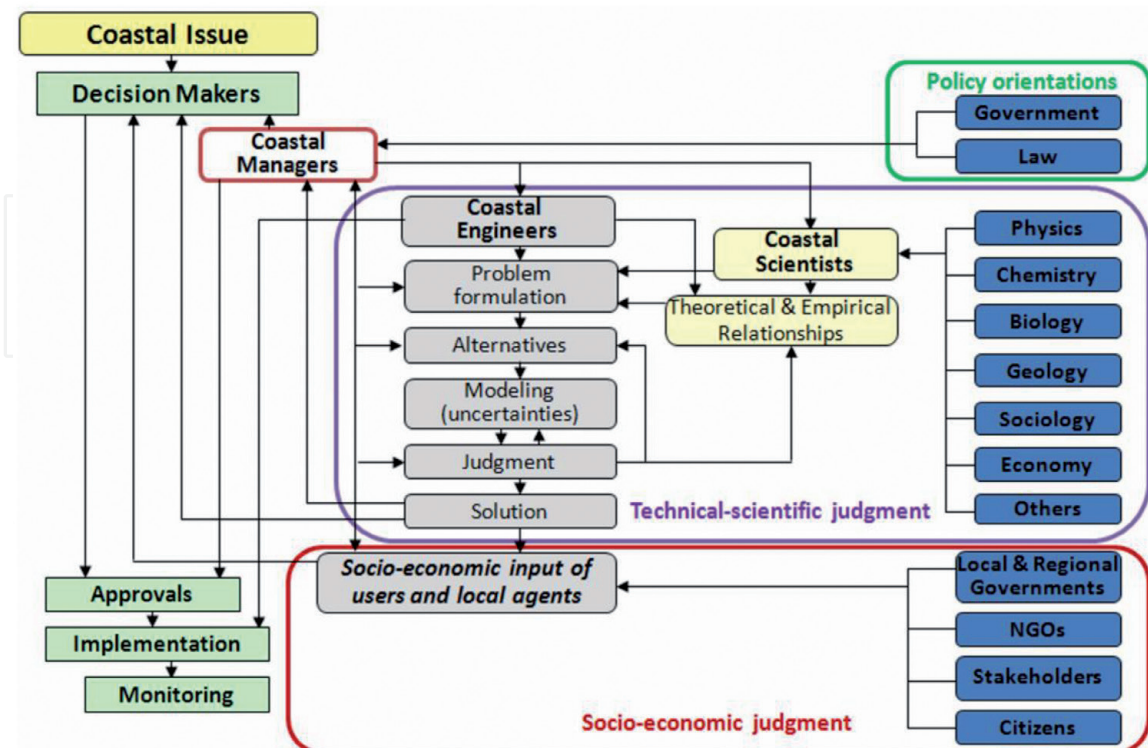 Coastal Issue
Decision Makers
Coastal
Managers
Policy orientations
Government
Law
Coastal
Engineers
Problem
formulation
Alternatives
Modeling
(uncertainties)
Judgment
Solution
Coastal
Scientists
Theoretical & Empirical
Relationships
Physics
Chemistry
Biology
Geology
Sociology
Economy
Others
Technical-scientific judgment
Socio-economic input of
users and local agents
Local & Regional
Governments
NGOs
Stakeholders
Citizens
Socio-economic judgment
Approvals
Implementation
Monitoring